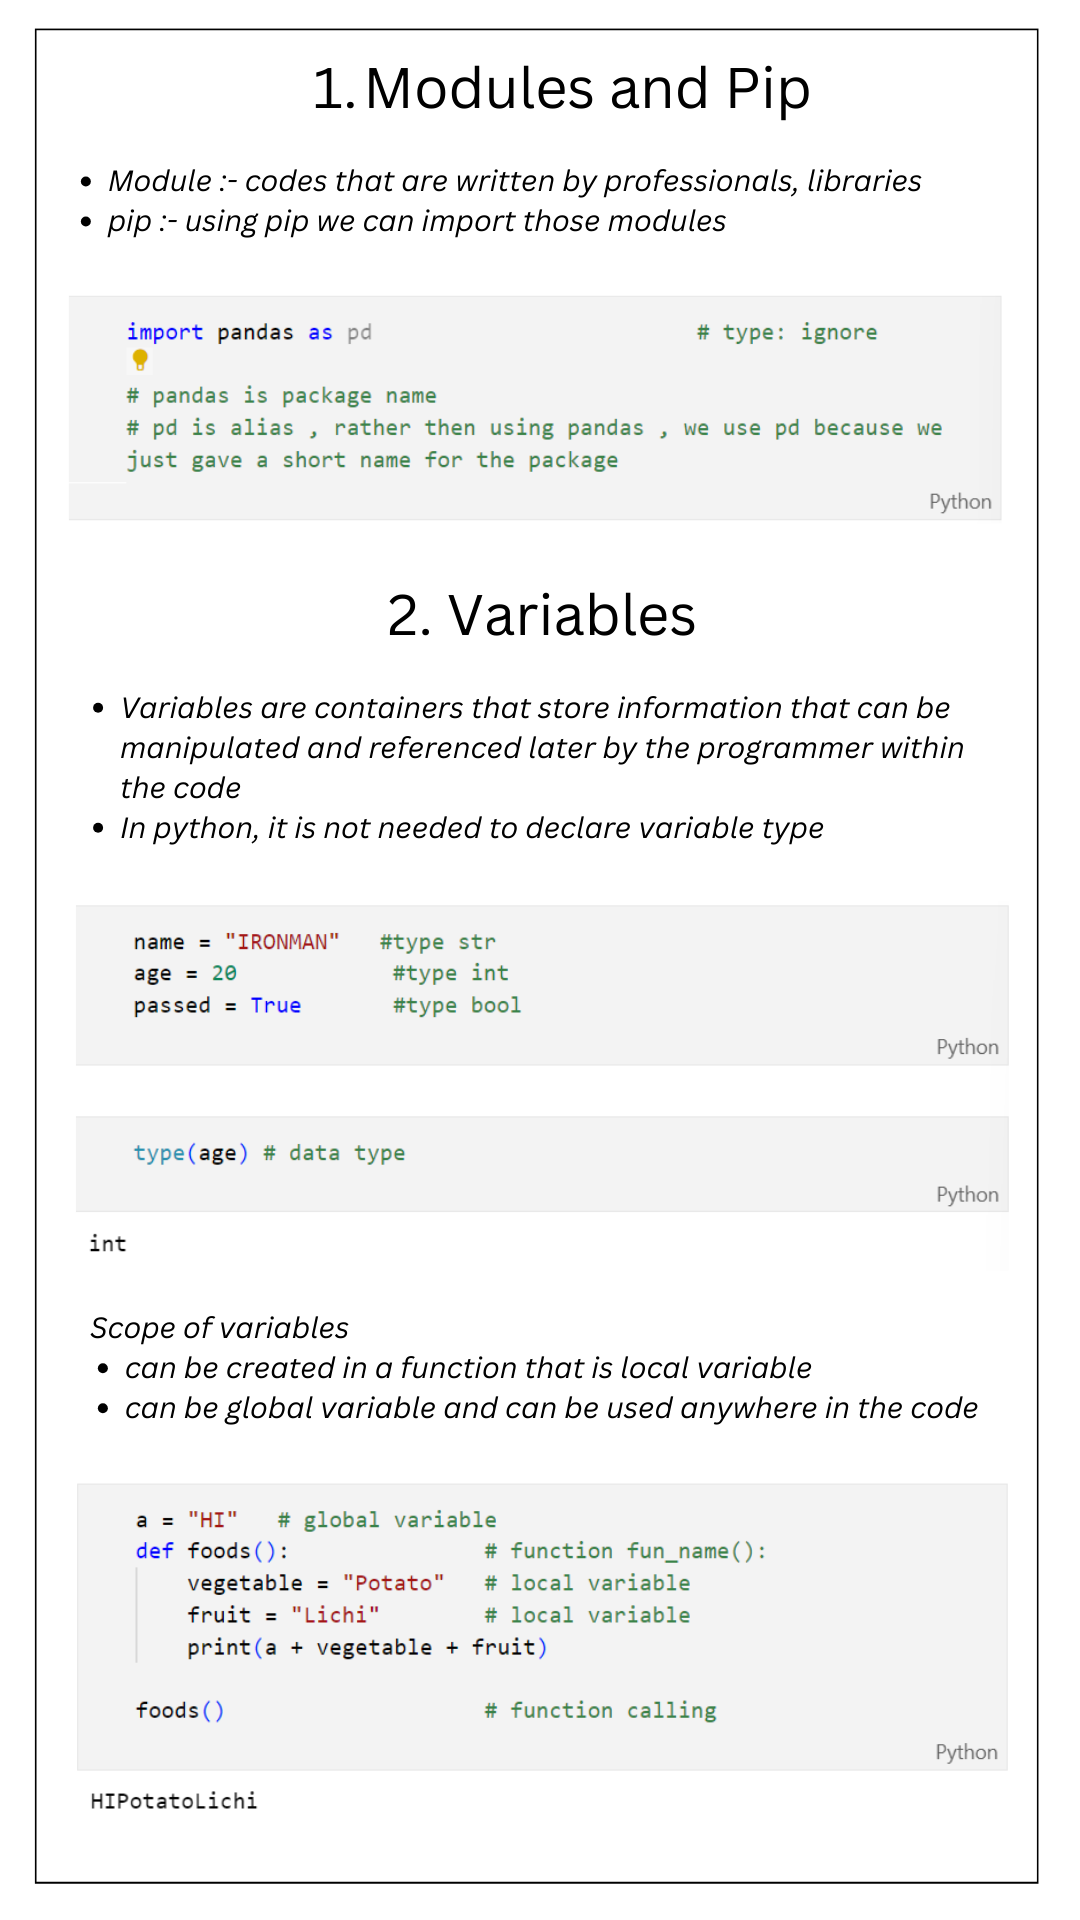 1. Modules and Pip
• Module :- codes that are written by professionals, libraries
• pip :- using pip we can import those modules
import pandas as pd                         # type: ignore
# pandas is package name
# pd is alias , rather then using pandas , we use pd because we
just gave a short name for the package
Python
2. Variables
• Variables are containers that store information that can be
manipulated and referenced later by the programmer within
the code
• In python, it is not needed to declare variable type
name = "IRONMAN"   #type str
age = 20            #type int
passed = True       #type bool
Python
type(age) # data type
Python
int
Scope of variables
• can be created in a function that is local variable
• can be global variable and can be used anywhere in the code
a = "HI"   # global variable
def foods():               # function fun_name():
    vegetable = "Potato"   # local variable
    fruit = "Lichi"        # local variable
    print(a + vegetable + fruit)
foods()                    # function calling
Python
HIPotatoLichi